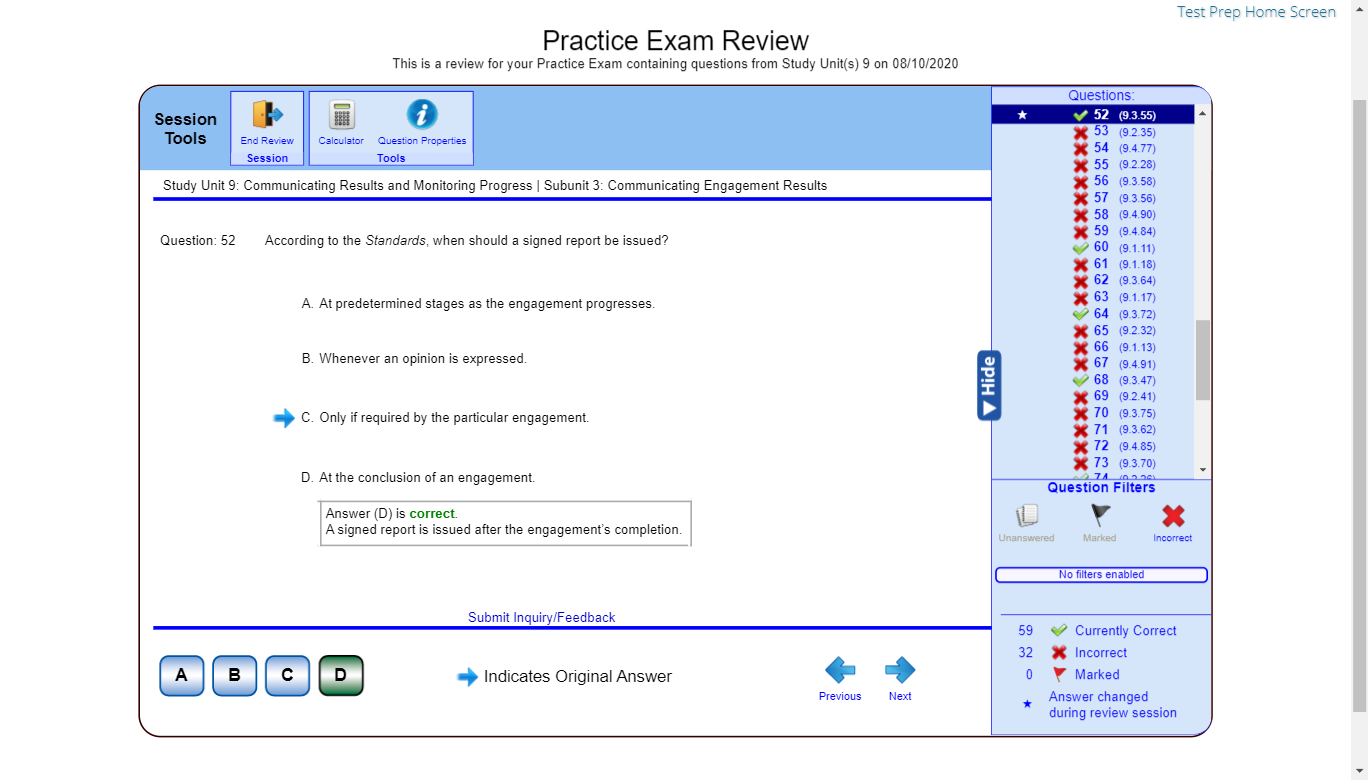 Test Prep Home Screen
Practice Exam Review
This is a review for your Practice Exam containing questions from Study Unit(s) 9 on 08/10/2020
Session
Tools
End Review
Session
Calculator
Question Properties
Tools
Study Unit 9: Communicating Results and Monitoring Progress | Subunit 3: Communicating Engagement Results
Question: 52 According to the Standards, when should a signed report be issued?
A. At predetermined stages as the engagement progresses.
B. Whenever an opinion is expressed.
C. Only if required by the particular engagement.
D. At the conclusion of an engagement.
Answer (D) is correct.
A signed report is issued after the engagement's completion.
Submit Inquiry/Feedback
A B C D
Indicates Original Answer
Previous
Next
Hide
Questions:
52 (9.3.55)
53 (9.2.35)
54 (9.4.77)
55 (9.2.28)
56 (9.3.58)
57 (9.3.56)
58 (9.4.90)
59 (9.4.84)
60 (9.1.11)
61 (9.1.18)
62 (9.3.64)
63 (9.1.17)
64 (9.3.72)
65 (9.2.32)
66 (9.1.13)
67 (9.4.91)
68 (9.3.47)
69 (9.2.41)
70 (9.3.75)
71 (9.3.62)
72 (9.4.85)
73 (9.3.70)
74
Question Filters
Unanswered
Marked
Incorrect
No filters enabled
59 Currently Correct
32 Incorrect
0 Marked
Answer changed
during review session